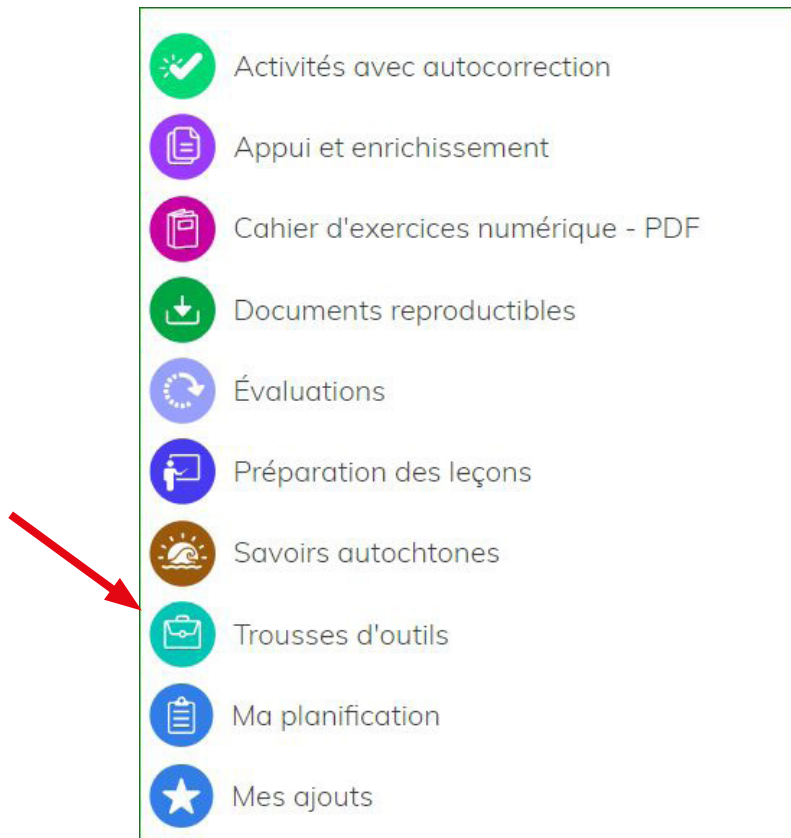 Activités avec autocorrection
Appui et enrichissement
Cahier d'exercices numérique - PDF
Documents reproductibles
Évaluations
Préparation des leçons
Savoirs autochtones
Trousses d'outils
Ma planification
Mes ajouts